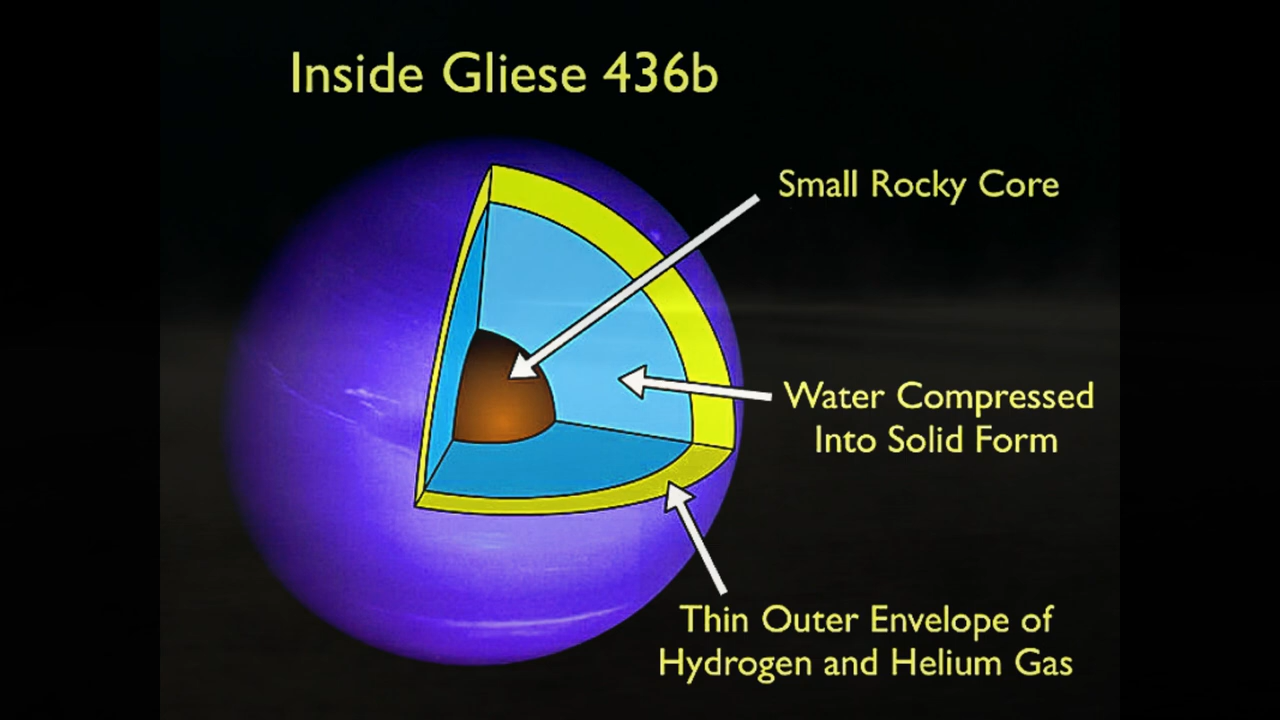 Inside Gliese 436b
Small Rocky Core
Water Compressed
Into Solid Form
Thin Outer Envelope of
Hydrogen and Helium Gas